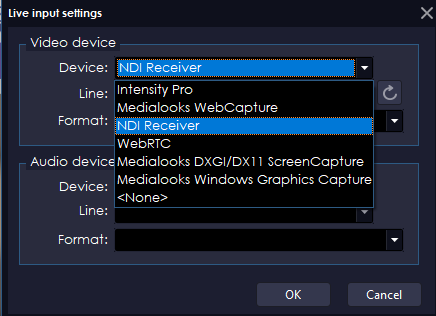 Live input settings
Video device
Device: NDI Receiver
Line:
Format:
Intensity Pro
Medialooks WebCapture
NDI Receiver
WebRTC
Medialooks DXGI/DX11 ScreenCapture
Medialooks Windows Graphics Capture
<None>
Audio device
Device:
Line:
Format:
OK Cancel